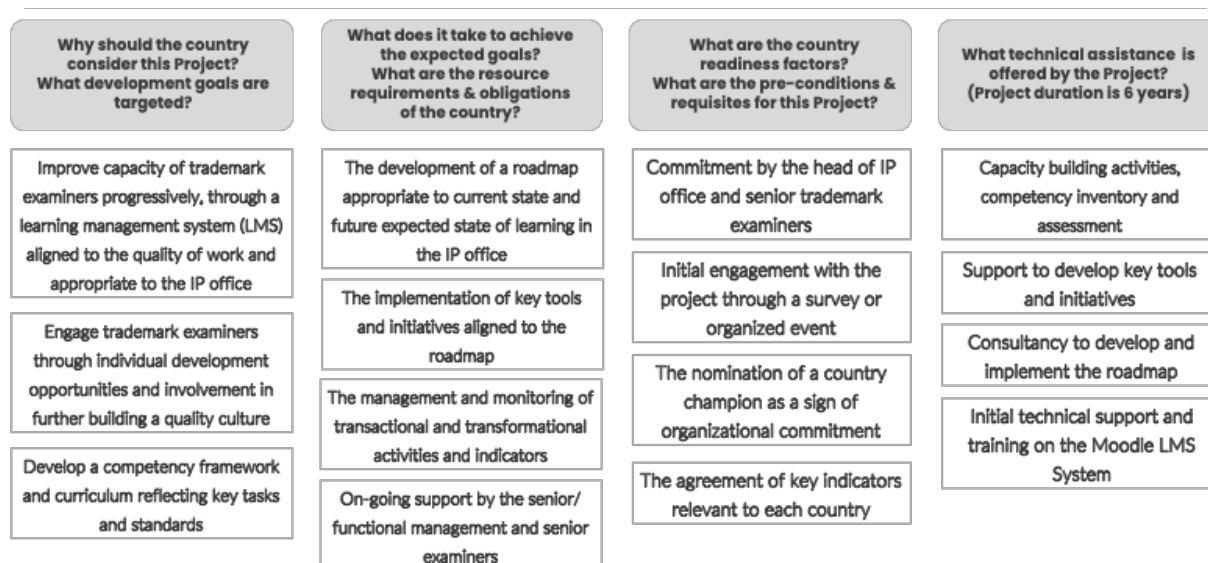 Why should the country
consider this Project?
What development goals are
targeted?
Improve capacity of trademark
examiners progressively, through a
learning management system (LMS)
aligned to the quality of work and
appropriate to the IP office
Engage trademark examiners
through individual development
opportunities and involvement in
further building a quality culture
Develop a competency framework
and curriculum reflecting key tasks
and standards
What does it take to achieve
the expected goals?
What are the resource
requirements & obligations
of the country?
The development of a roadmap
appropriate to current state and
future expected state of learning in
the IP office
The implementation of key tools
and initiatives aligned to the
roadmap
The management and monitoring of
transactional and transformational
activities and indicators
On-going support by the senior/
functional management and senior
examiners
What are the country
readiness factors?
What are the pre-conditions &
requisites for this Project?
Commitment by the head of IP
office and senior trademark
examiners
Initial engagement with the
project through a survey or
organized event
The nomination of a country
champion as a sign of
organizational commitment
The agreement of key indicators
relevant to each country
What technical assistance is
offered by the Project?
(Project duration is 6 years)
Capacity building activities,
competency inventory and
assessment
Support to develop key tools
and initiatives
Consultancy to develop and
implement the roadmap
Initial technical support and
training on the Moodle LMS
System